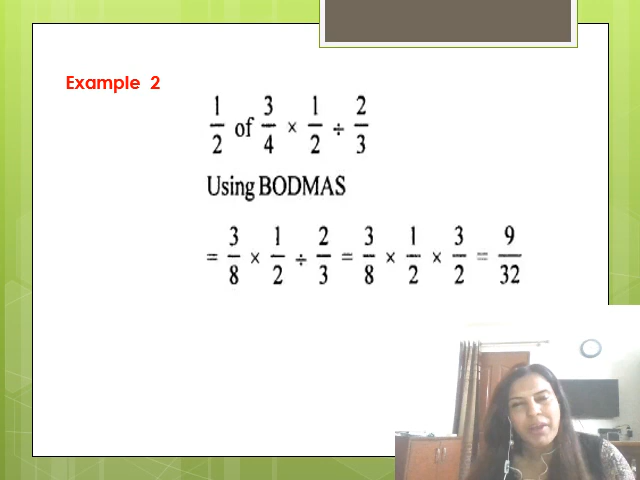 Example 2
1/2 of 3/4 × 1/2 ÷ 2/3
Using BODMAS
= 3/8 × 1/2 ÷ 2/3 = 3/8 × 1/2 × 3/2 = 9/32